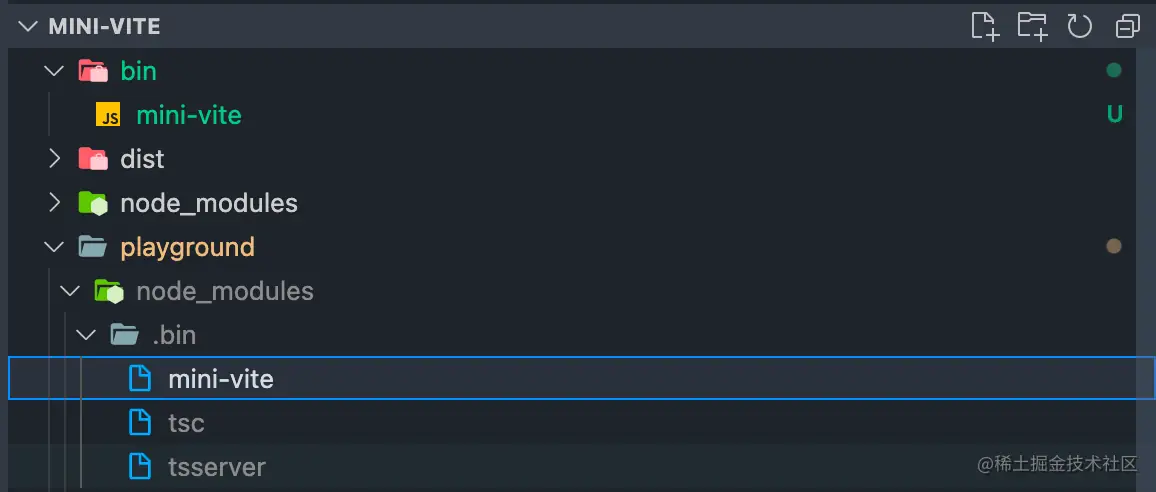 MINI-VITE
bin
JS mini-vite U
dist
node_modules
playground
node_modules
.bin
mini-vite
tsc
tsserver
@稀土掘金技术社区